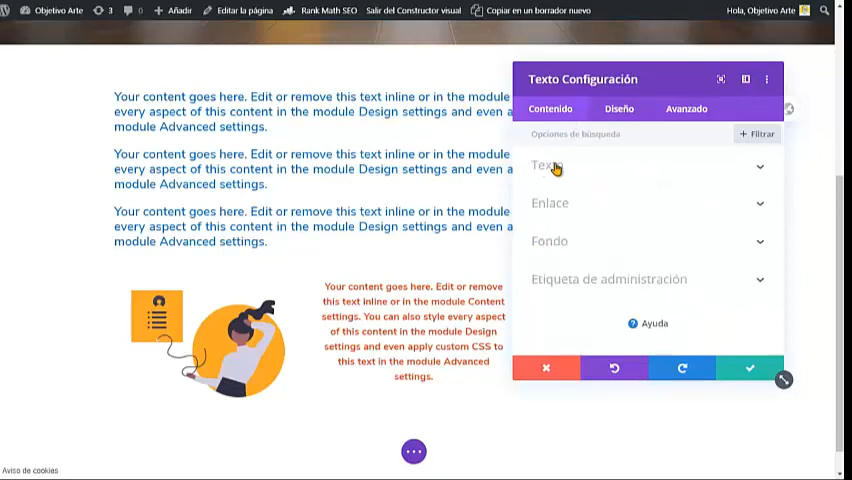 Objetivo Arte 3 0 Añadir Editar la página Rank Math SEO Salir del Constructor visual Copiar en un borrador nuevo Hola, Objetivo Arte
Your content goes here. Edit or remove this text inline or in the module
every aspect of this content in the module Design settings and even a
module Advanced settings.
Your content goes here. Edit or remove this text inline or in the module
every aspect of this content in the module Design settings and even a
module Advanced settings.
Your content goes here. Edit or remove this text inline or in the module
every aspect of this content in the module Design settings and even a
module Advanced settings.
Your content goes here. Edit or remove
this text inline or in the module Content
settings. You can also style every aspect
of this content in the module Design
settings and even apply custom CSS to
this text in the module Advanced
settings.
Texto Configuración
Contenido Diseño Avanzado
Opciones de búsqueda + Filtrar
Texto
Enlace
Fondo
Etiqueta de administración
Ayuda
Aviso de cookies